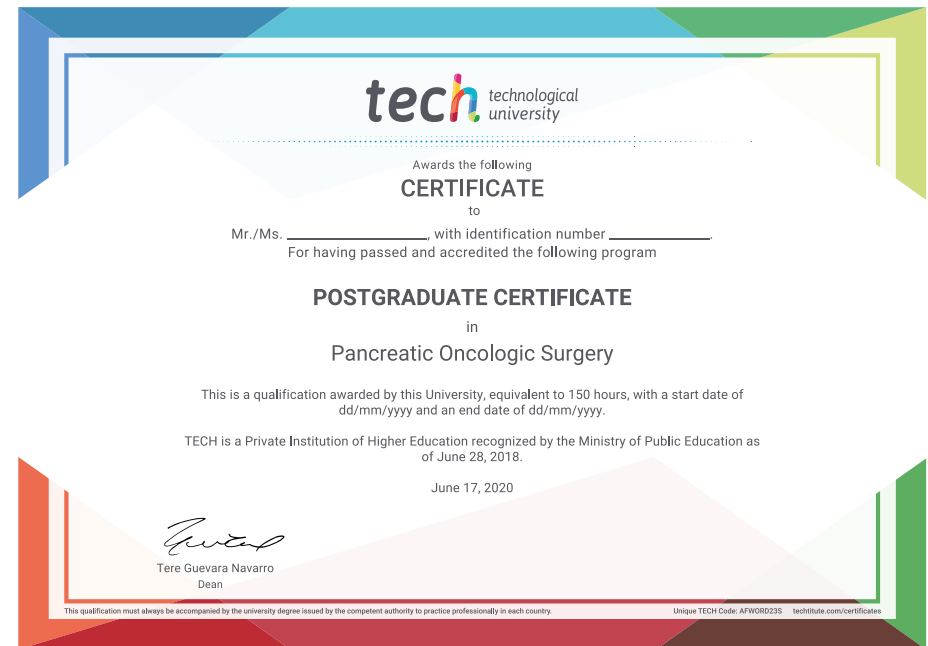 tech technological
university
Awards the following
CERTIFICATE
to
Mr./Ms. ____________________, with identification number ______________.
For having passed and accredited the following program
POSTGRADUATE CERTIFICATE
in
Pancreatic Oncologic Surgery
This is a qualification awarded by this University, equivalent to 150 hours, with a start date of
dd/mm/yyyy and an end date of dd/mm/yyyy.
TECH is a Private Institution of Higher Education recognized by the Ministry of Public Education as
of June 28, 2018.
June 17, 2020
Tere Guevara Navarro
Dean
This qualification must always be accompanied by the university degree issued by the competent authority to practice professionally in each country. Unique TECH Code: AFWORD23S techtitute.com/certificates